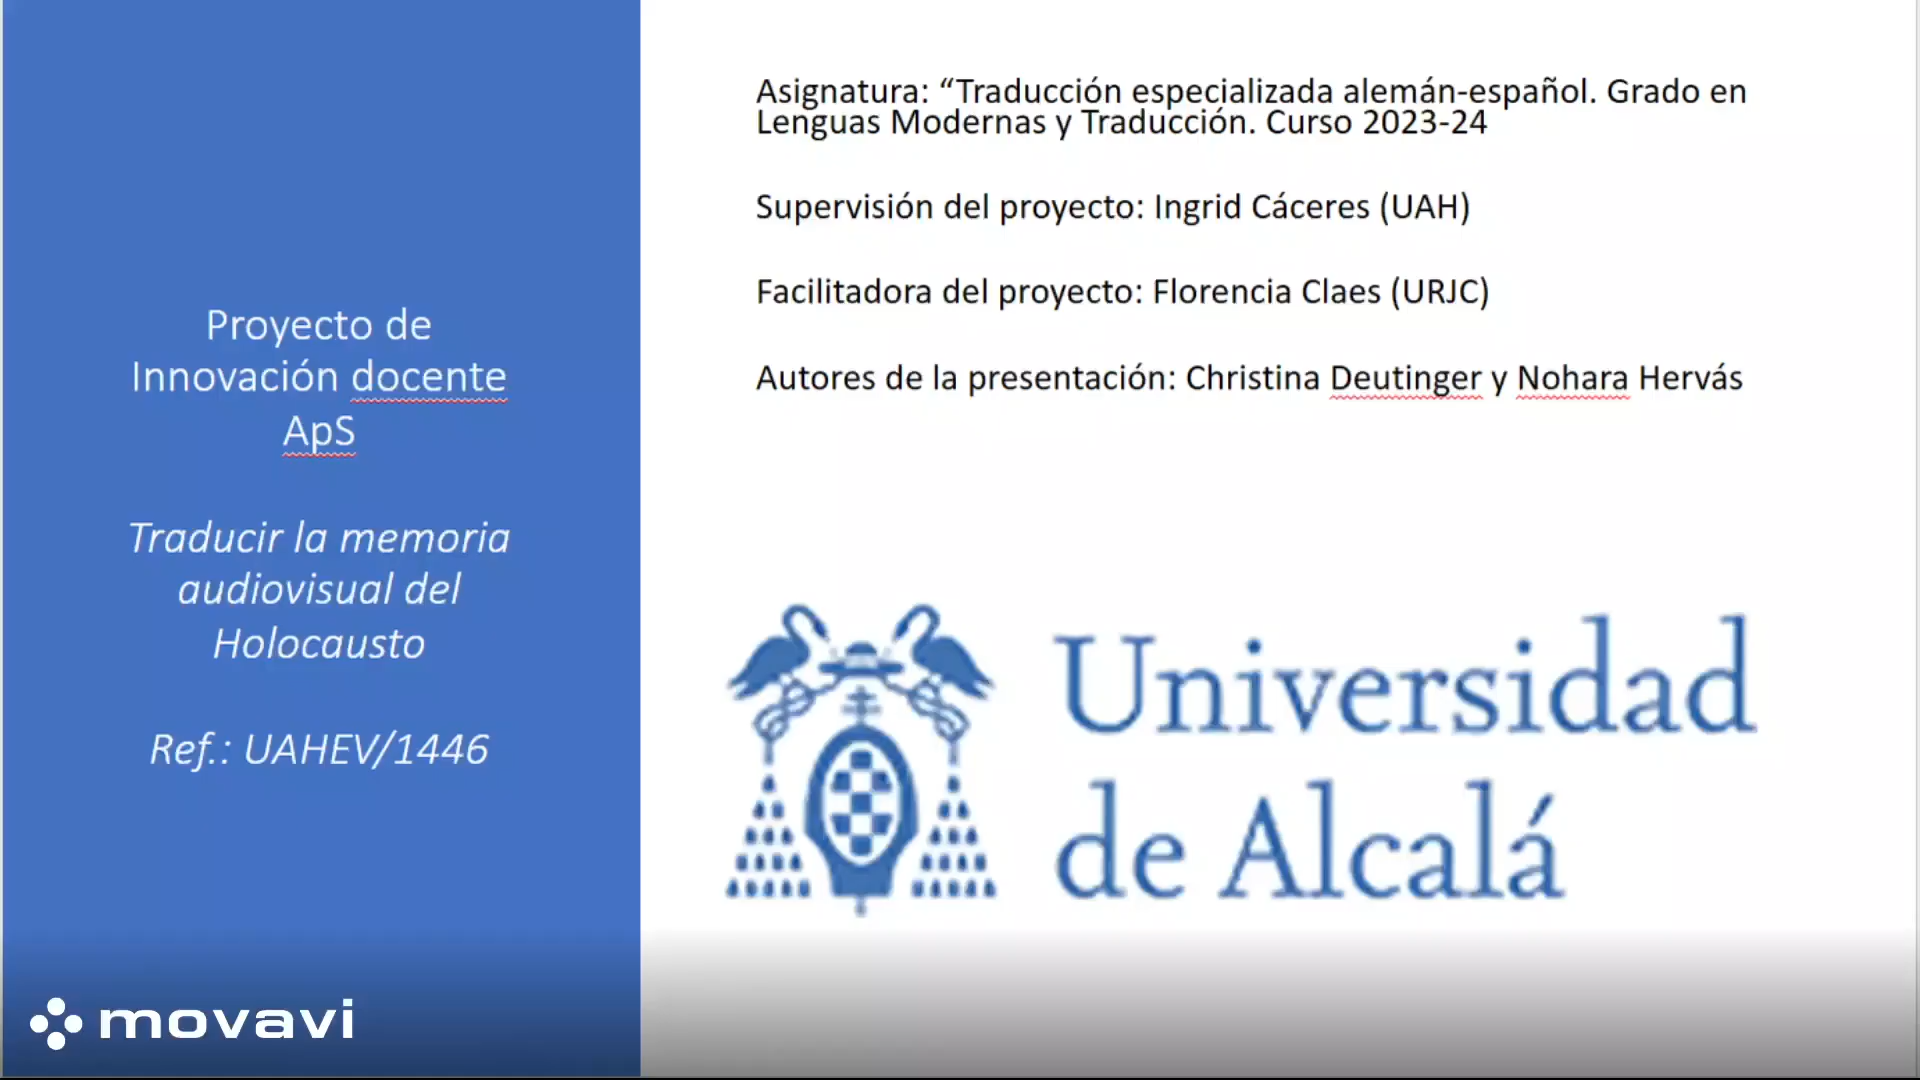 Proyecto de
Innovación docente
ApS
Traducir la memoria
audiovisual del
Holocausto
Ref.: UAHEV/1446
Asignatura: “Traducción especializada alemán-español. Grado en
Lenguas Modernas y Traducción. Curso 2023-24
Supervisión del proyecto: Ingrid Cáceres (UAH)
Facilitadora del proyecto: Florencia Claes (URJC)
Autores de la presentación: Christina Deutinger y Nohara Hervás
Universidad
de Alcalá
movavi